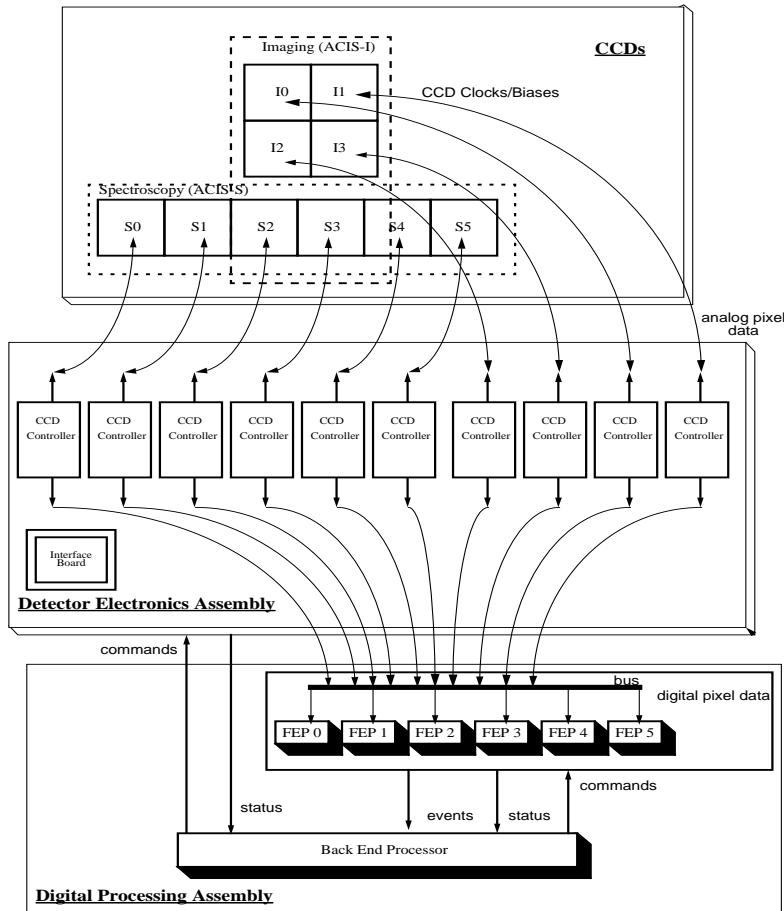 Imaging (ACIS-I)
CCDs
I0
I1
CCD Clocks/Biases
I2
I3
Spectroscopy (ACIS-S)
S0
S1
S2
S3
S4
S5
analog pixel
data
CCD
Controller
CCD
Controller
CCD
Controller
CCD
Controller
CCD
Controller
CCD
Controller
CCD
Controller
CCD
Controller
CCD
Controller
CCD
Controller
Interface
Board
Detector Electronics Assembly
commands
bus
digital pixel data
FEP 0
FEP 1
FEP 2
FEP 3
FEP 4
FEP 5
commands
status
events
status
Back End Processor
Digital Processing Assembly